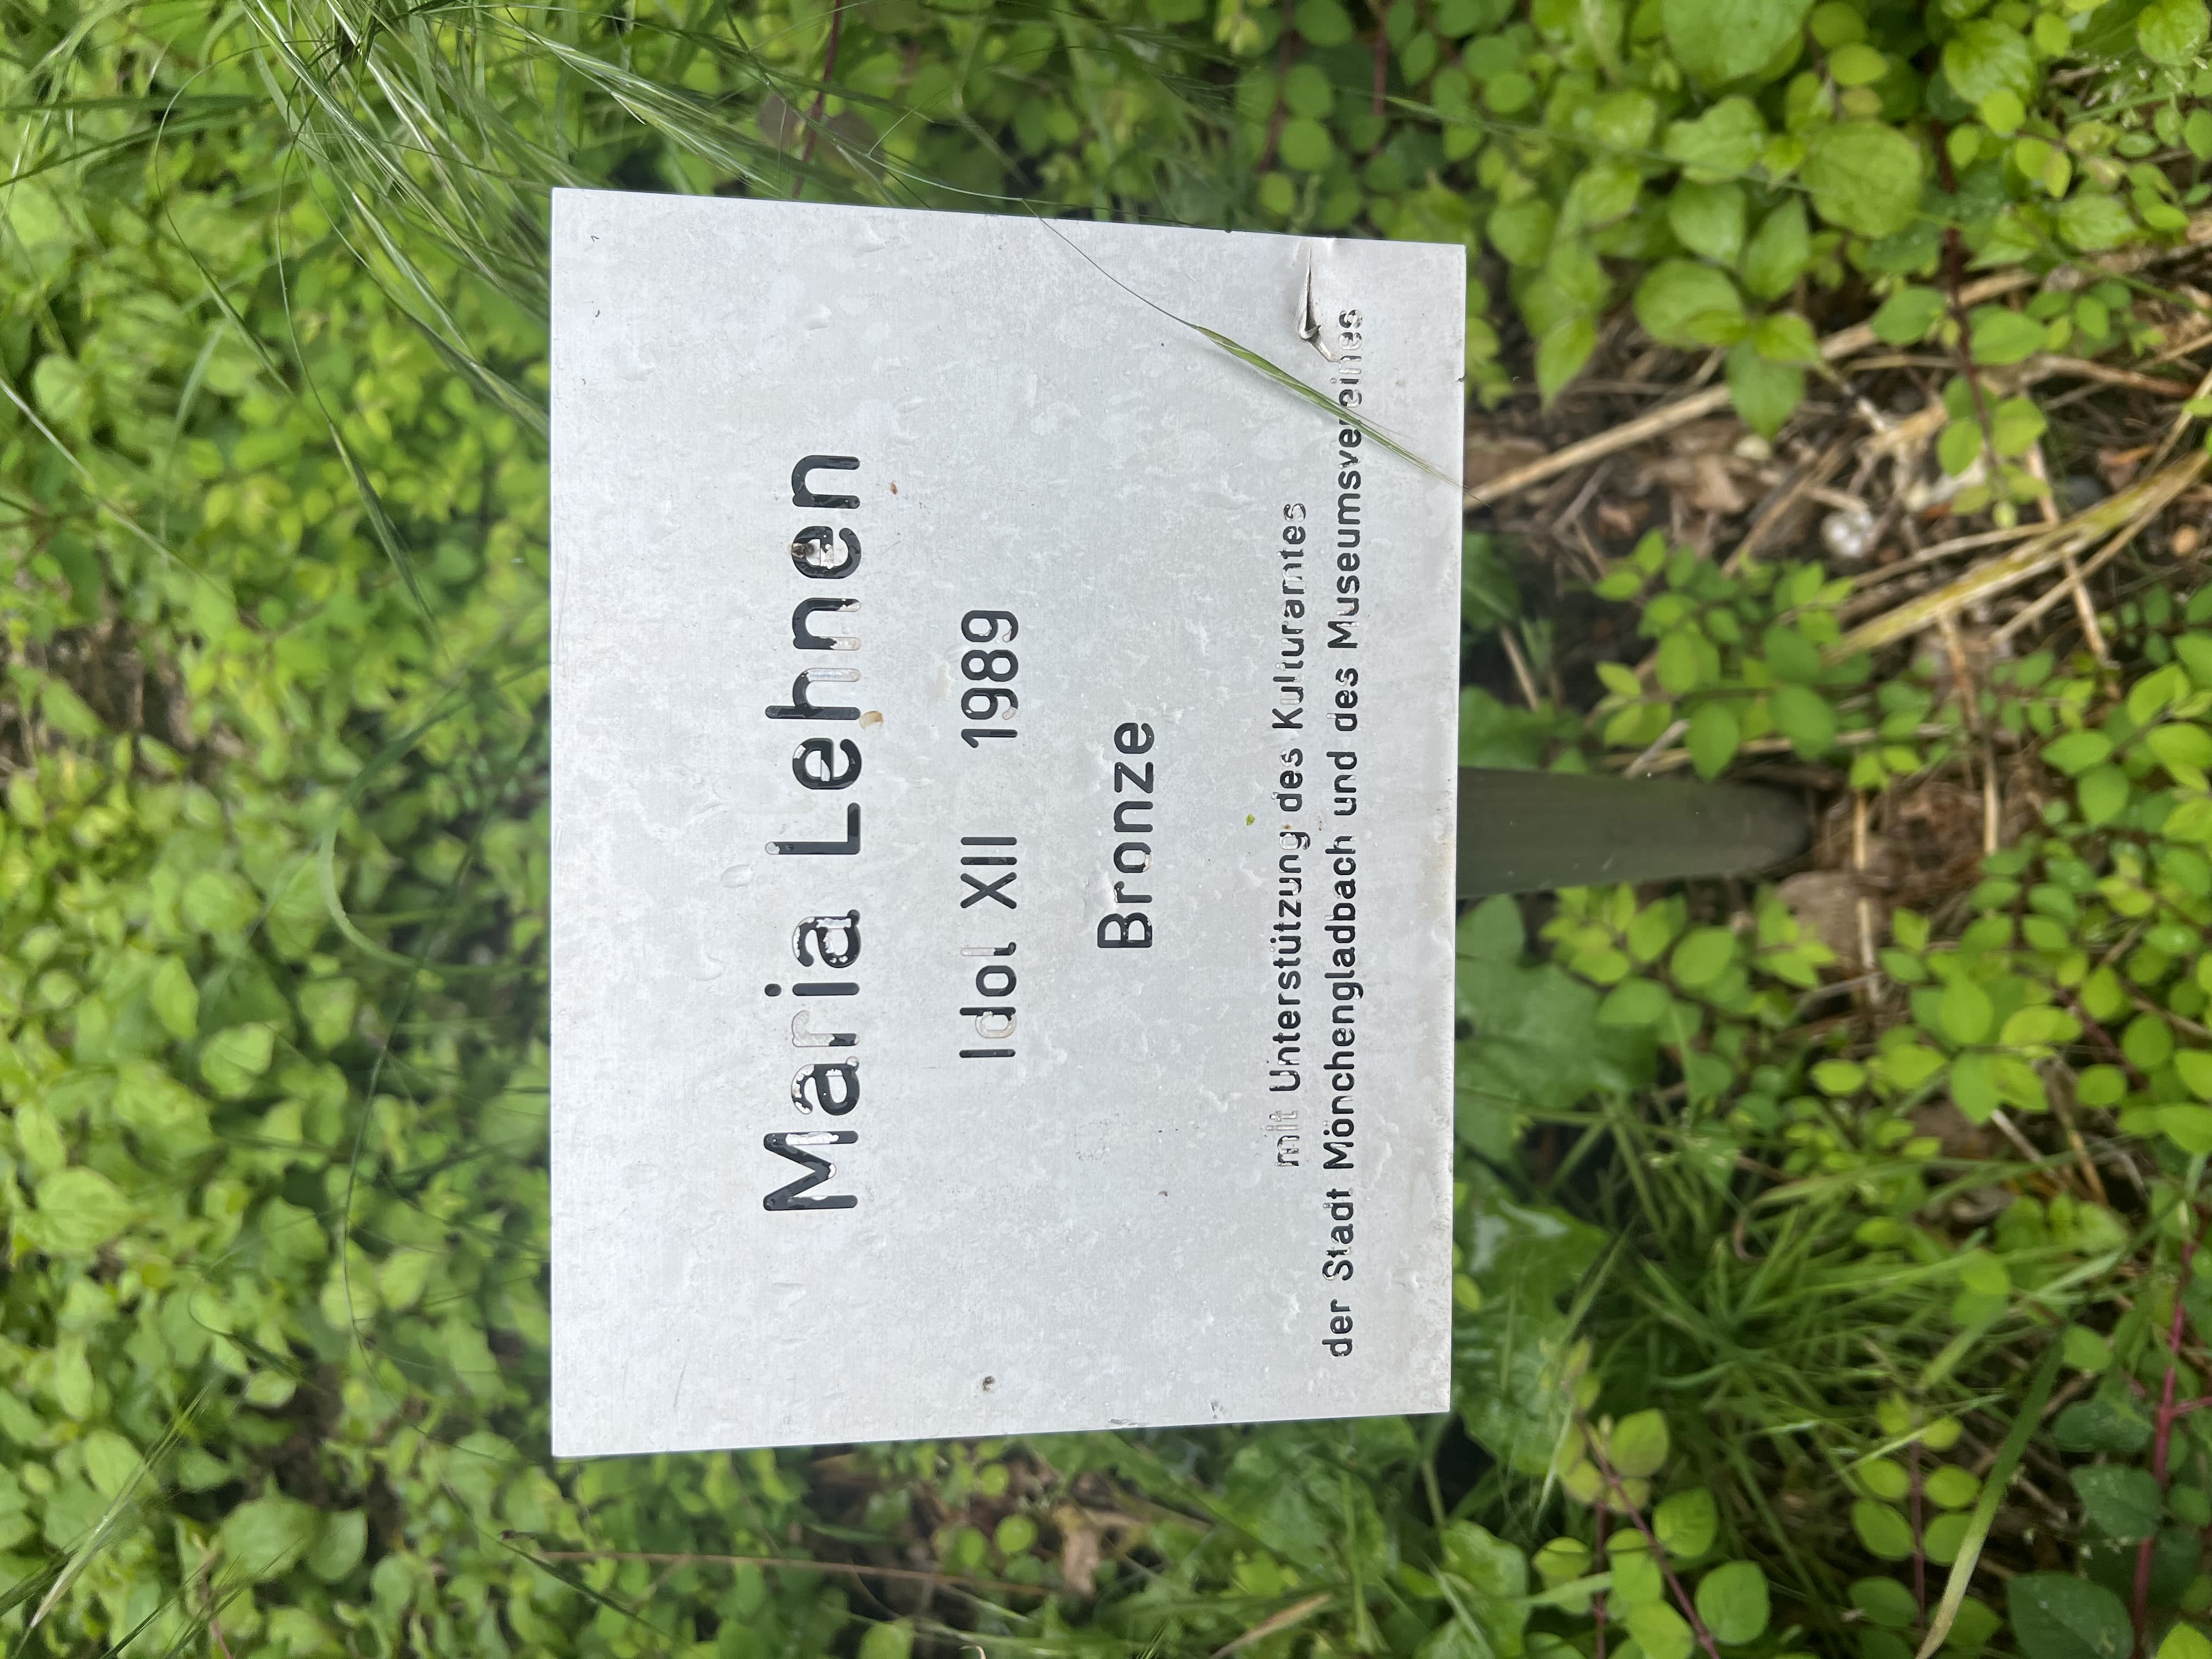 Maria Lehnen
Idol XII 1989
Bronze
mit Unterstützung des Kulturamtes
der Stadt Mönchengladbach und des Museumsvereines